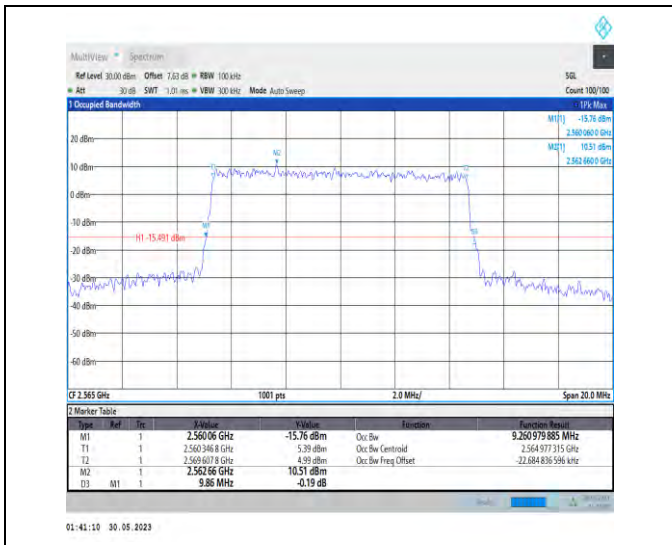 MultiView Spectrum
Ref Level 30.00 dBm Offset 7.63 dB RBW 100 kHz SGL
Att 30 dB SWT 1.01 ms VBW 300 kHz Mode Auto Sweep Count 100/100
1 Occupied Bandwidth 1Pk Max
M1[1] -15.76 dBm
2.560 060 0 GHz
M2[1] 10.51 dBm
2.562 660 0 GHz
20 dBm
M2
10 dBm
0 dBm
-10 dBm
M1
H1 -15.491 dBm
-20 dBm
-30 dBm
-40 dBm
-50 dBm
-60 dBm
CF 2.565 GHz 1001 pts 2.0 MHz/ Span 20.0 MHz
2 Marker Table
Type Ref Trc X-Value Y-Value Function Function Result
M1 1 2.560 06 GHz -15.76 dBm Occ Bw 9.260 979 885 MHz
T1 1 2.560 346 8 GHz 5.39 dBm Occ Bw Centroid 2.564 977 315 GHz
T2 1 2.569 607 8 GHz 4.99 dBm Occ Bw Freq Offset -22.684 836 596 kHz
M2 1 2.562 66 GHz 10.51 dBm
D3 M1 1 9.86 MHz -0.19 dB
01:41:10 30.05.2023